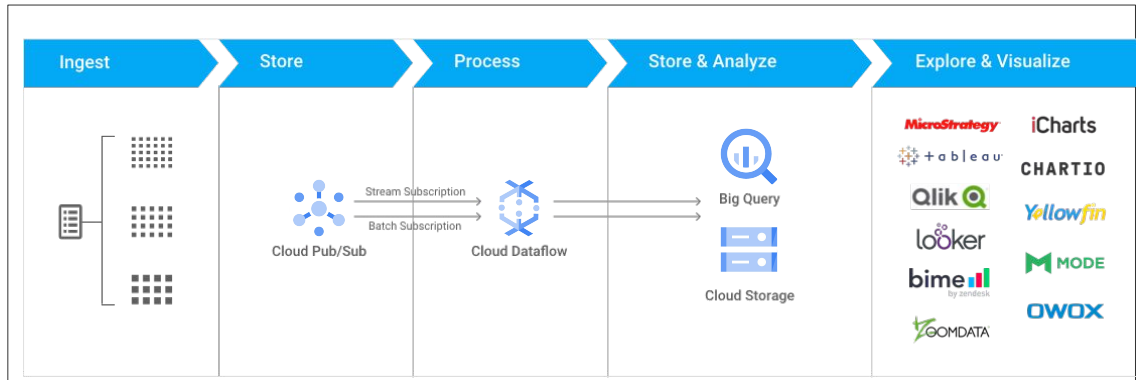 Ingest
Store
Process
Store & Analyze
Explore & Visualize
Stream Subscription
Batch Subscription
Cloud Pub/Sub
Cloud Dataflow
Big Query
Cloud Storage
MicroStrategy
iCharts
+ableau
CHARTIO
Qlik
Yellowfin
looker
MODE
bime
by zendesk
OWOX
ZOOMDATA